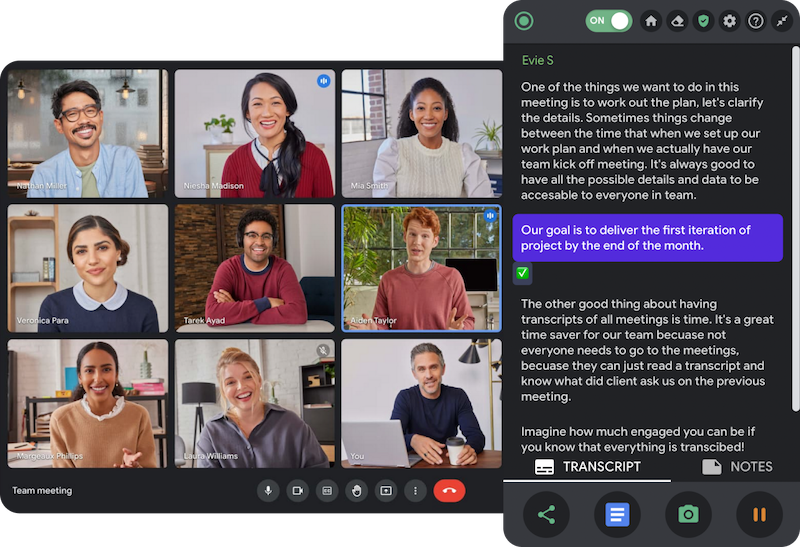 Nathan Miller
Niesha Madison
Mia Smith
Veronica Para
Tarek Ayad
Aiden Taylor
Margeaux Phillips
Laura Williams
You
Team meeting
ON
Evie S
One of the things we want to do in this
meeting is to work out the plan, let's clarify
the details. Sometimes things change
between the time that when we set up our
work plan and when we actually have our
team kick off meeting. It's always good to
have all the possible details and data to be
accesable to everyone in team.
Our goal is to deliver the first iteration of
project by the end of the month.
The other good thing about having
transcripts of all meetings is time. It's a great
time saver for our team becuase not
everyone needs to go to the meetings,
becuase they can just read a transcript and
know what did client ask us on the previous
meeting.
Imagine how much engaged you can be if
you know that everything is transcibed!
TRANSCRIPT
NOTES